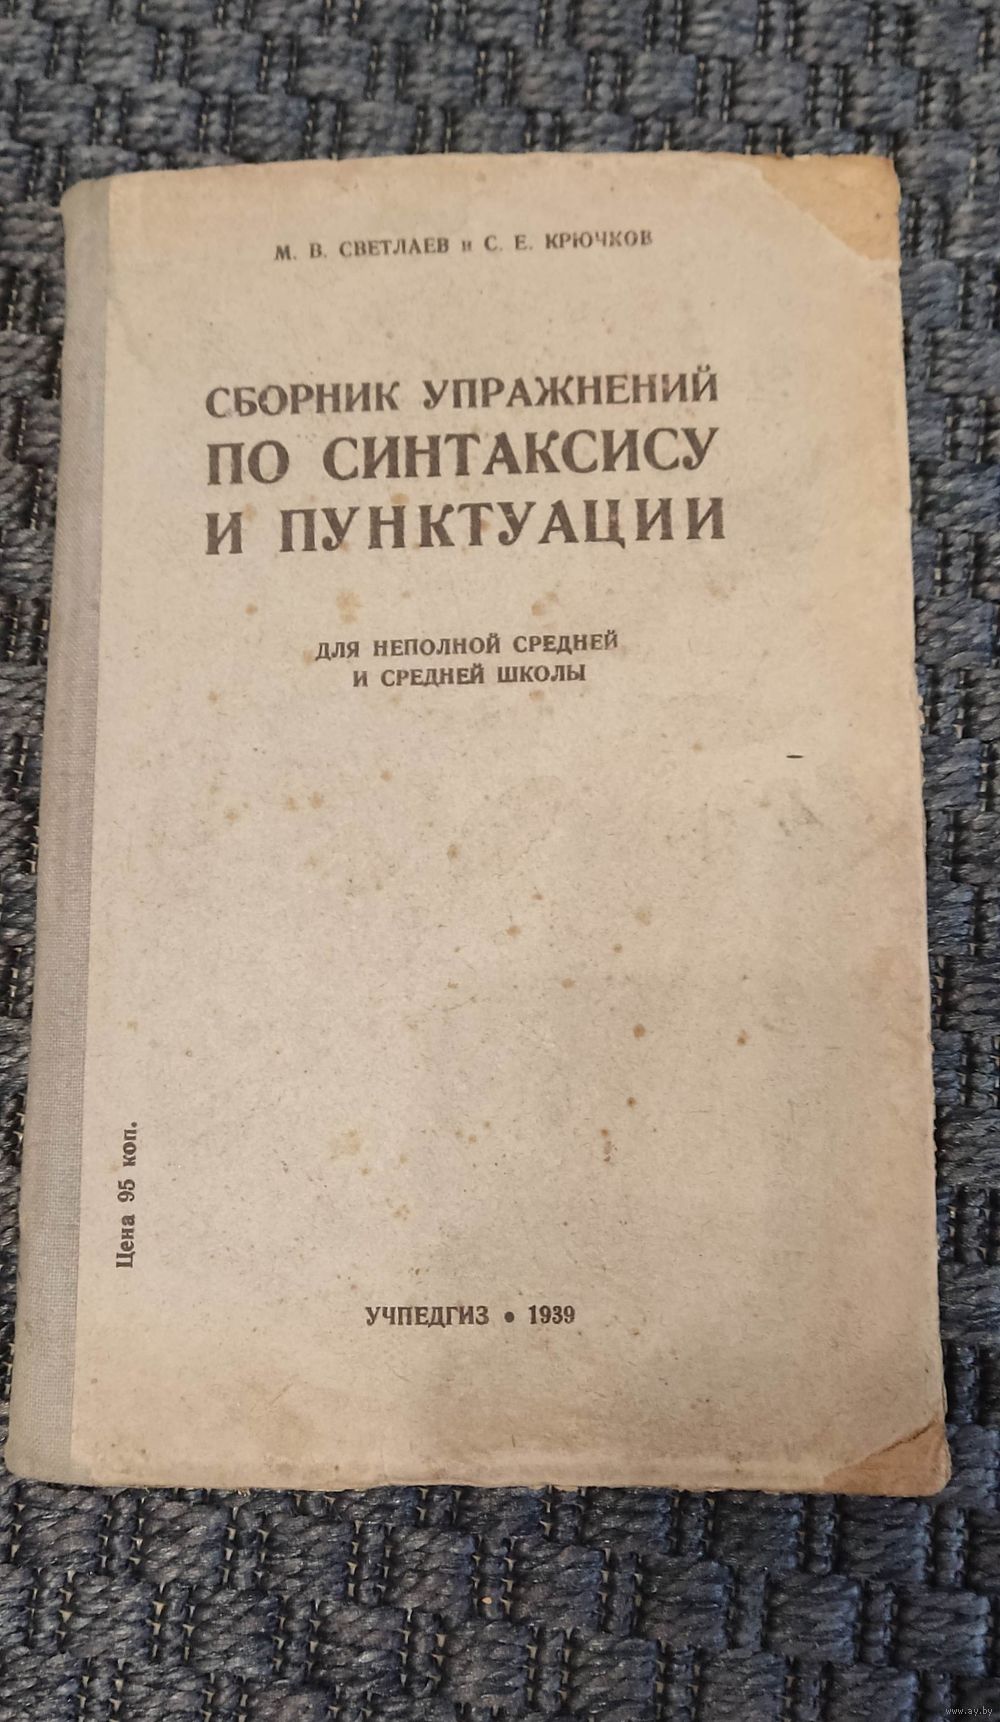 М. В. СВЕТЛАЕВ и С. Е. КРЮЧКОВ
СБОРНИК УПРАЖНЕНИЙ
ПО СИНТАКСИСУ
И ПУНКТУАЦИИ
ДЛЯ НЕПОЛНОЙ СРЕДНЕЙ
И СРЕДНЕЙ ШКОЛЫ
Цена 95 коп.
УЧПЕДГИЗ • 1939
www.ay.by